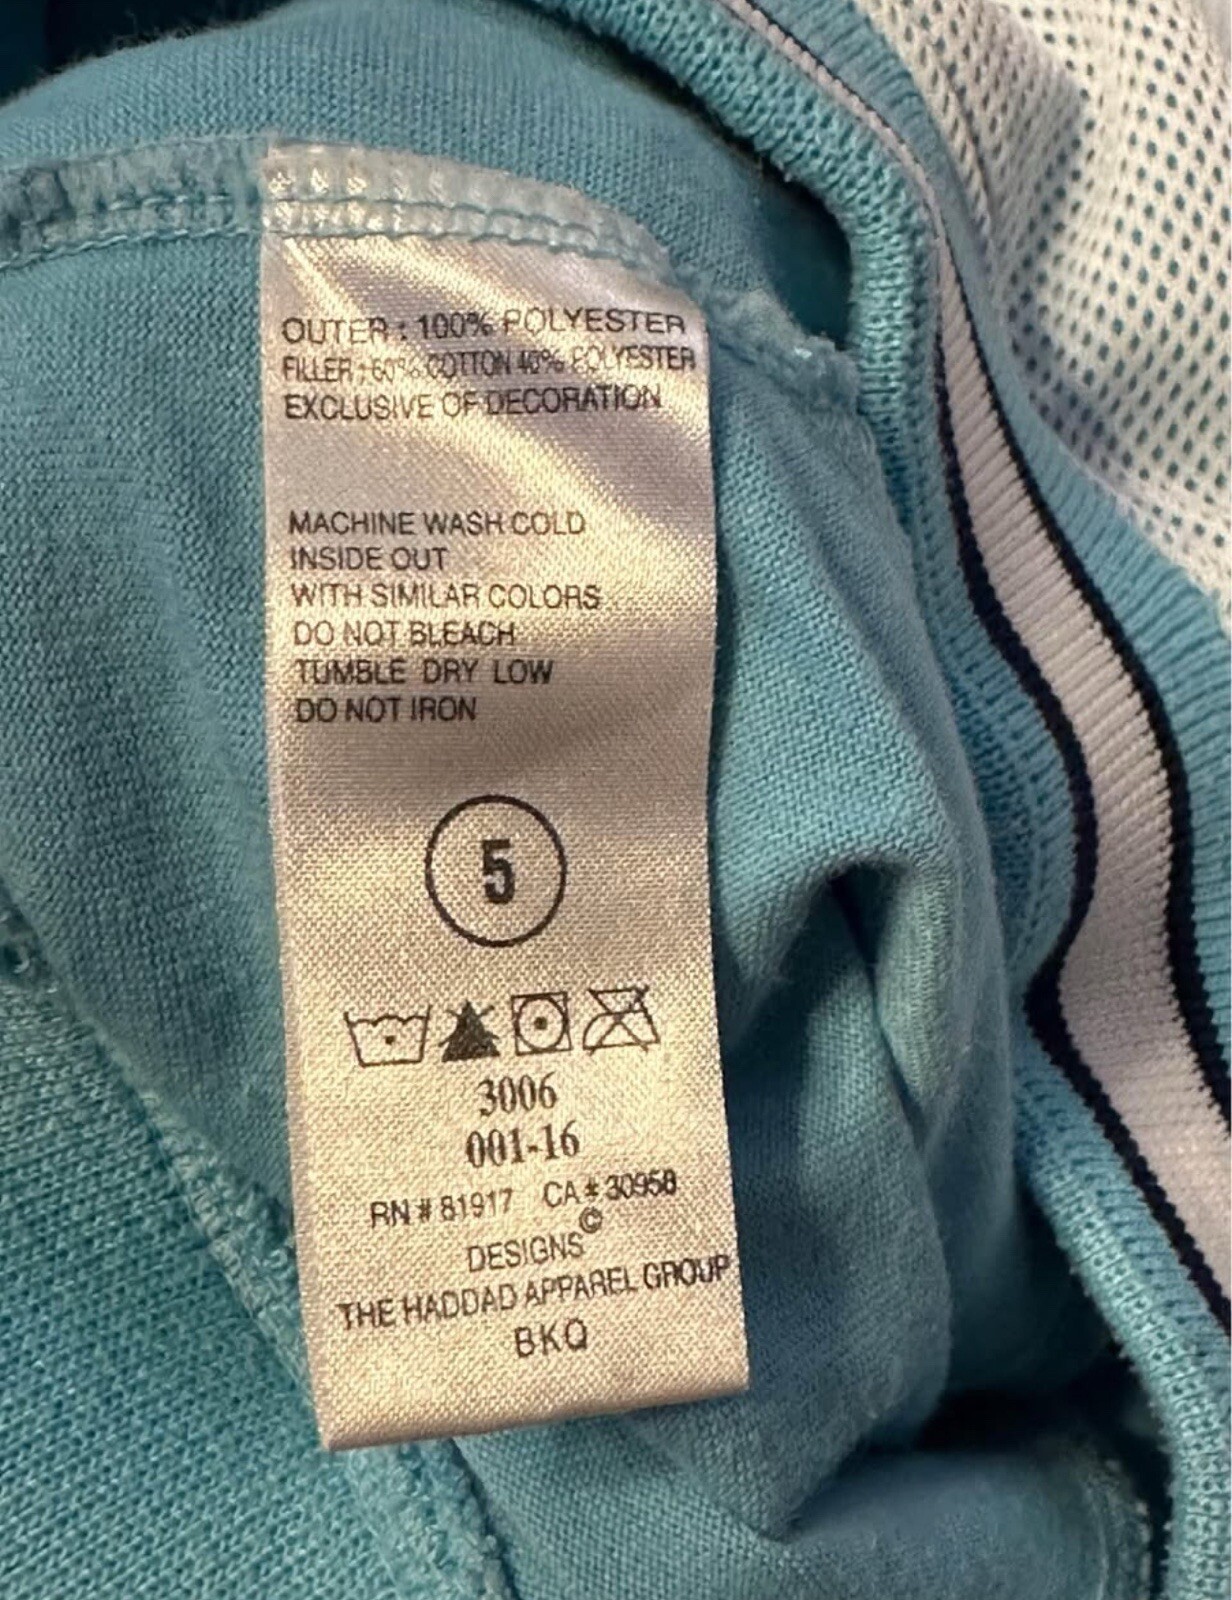 OUTER : 100% POLYESTER
FILLER : 60% COTTON 40% POLYESTER
EXCLUSIVE OF DECORATION
MACHINE WASH COLD
INSIDE OUT
WITH SIMILAR COLORS
DO NOT BLEACH
TUMBLE DRY LOW
DO NOT IRON
5
3006
001-16
RN # 81917 CA # 30958
DESIGNS©
THE HADDAD APPAREL GROUP
BKQ